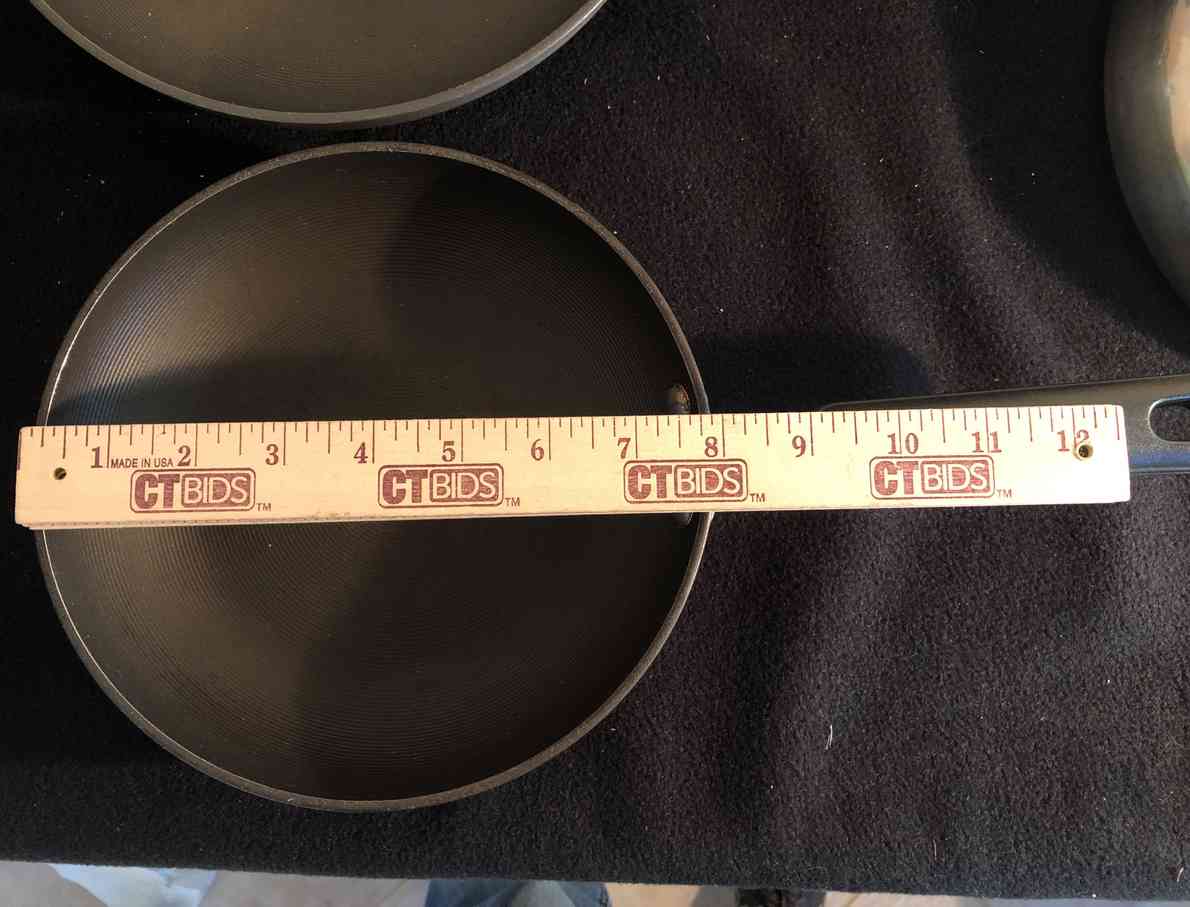 1 2 3 4 5 6 7 8 9 10 11 12
MADE IN USA
CTBIDS™ CTBIDS™ CTBIDS™ CTBIDS™